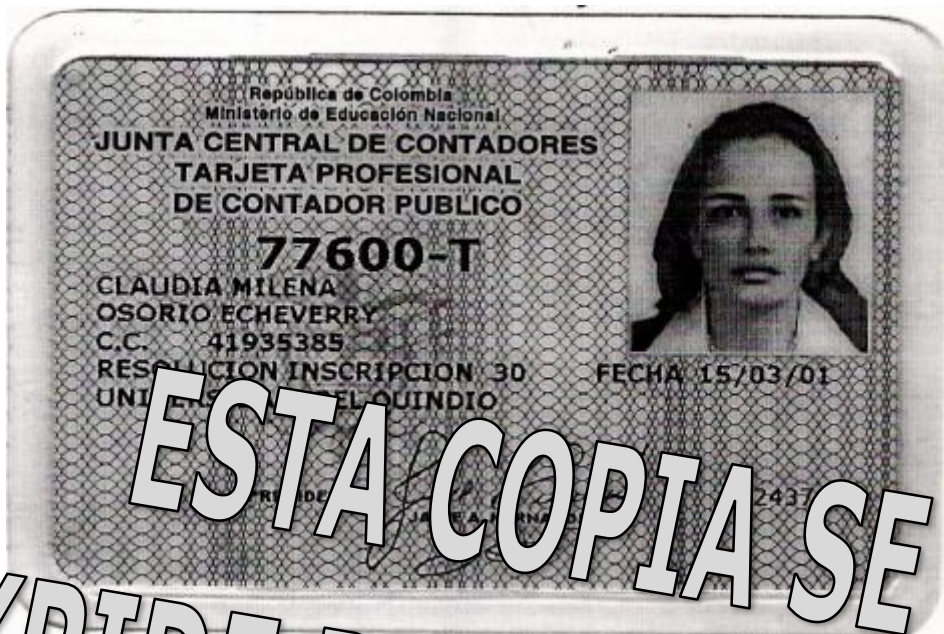 República de Colombia
Ministerio de Educación Nacional
JUNTA CENTRAL DE CONTADORES
TARJETA PROFESIONAL
DE CONTADOR PUBLICO
77600-T
CLAUDIA MILENA
OSORIO ECHEVERRY
C.C. 41935385
RESOLUCION INSCRIPCION 30 FECHA 15/03/01
QUINDIO
ESTA COPIA SE